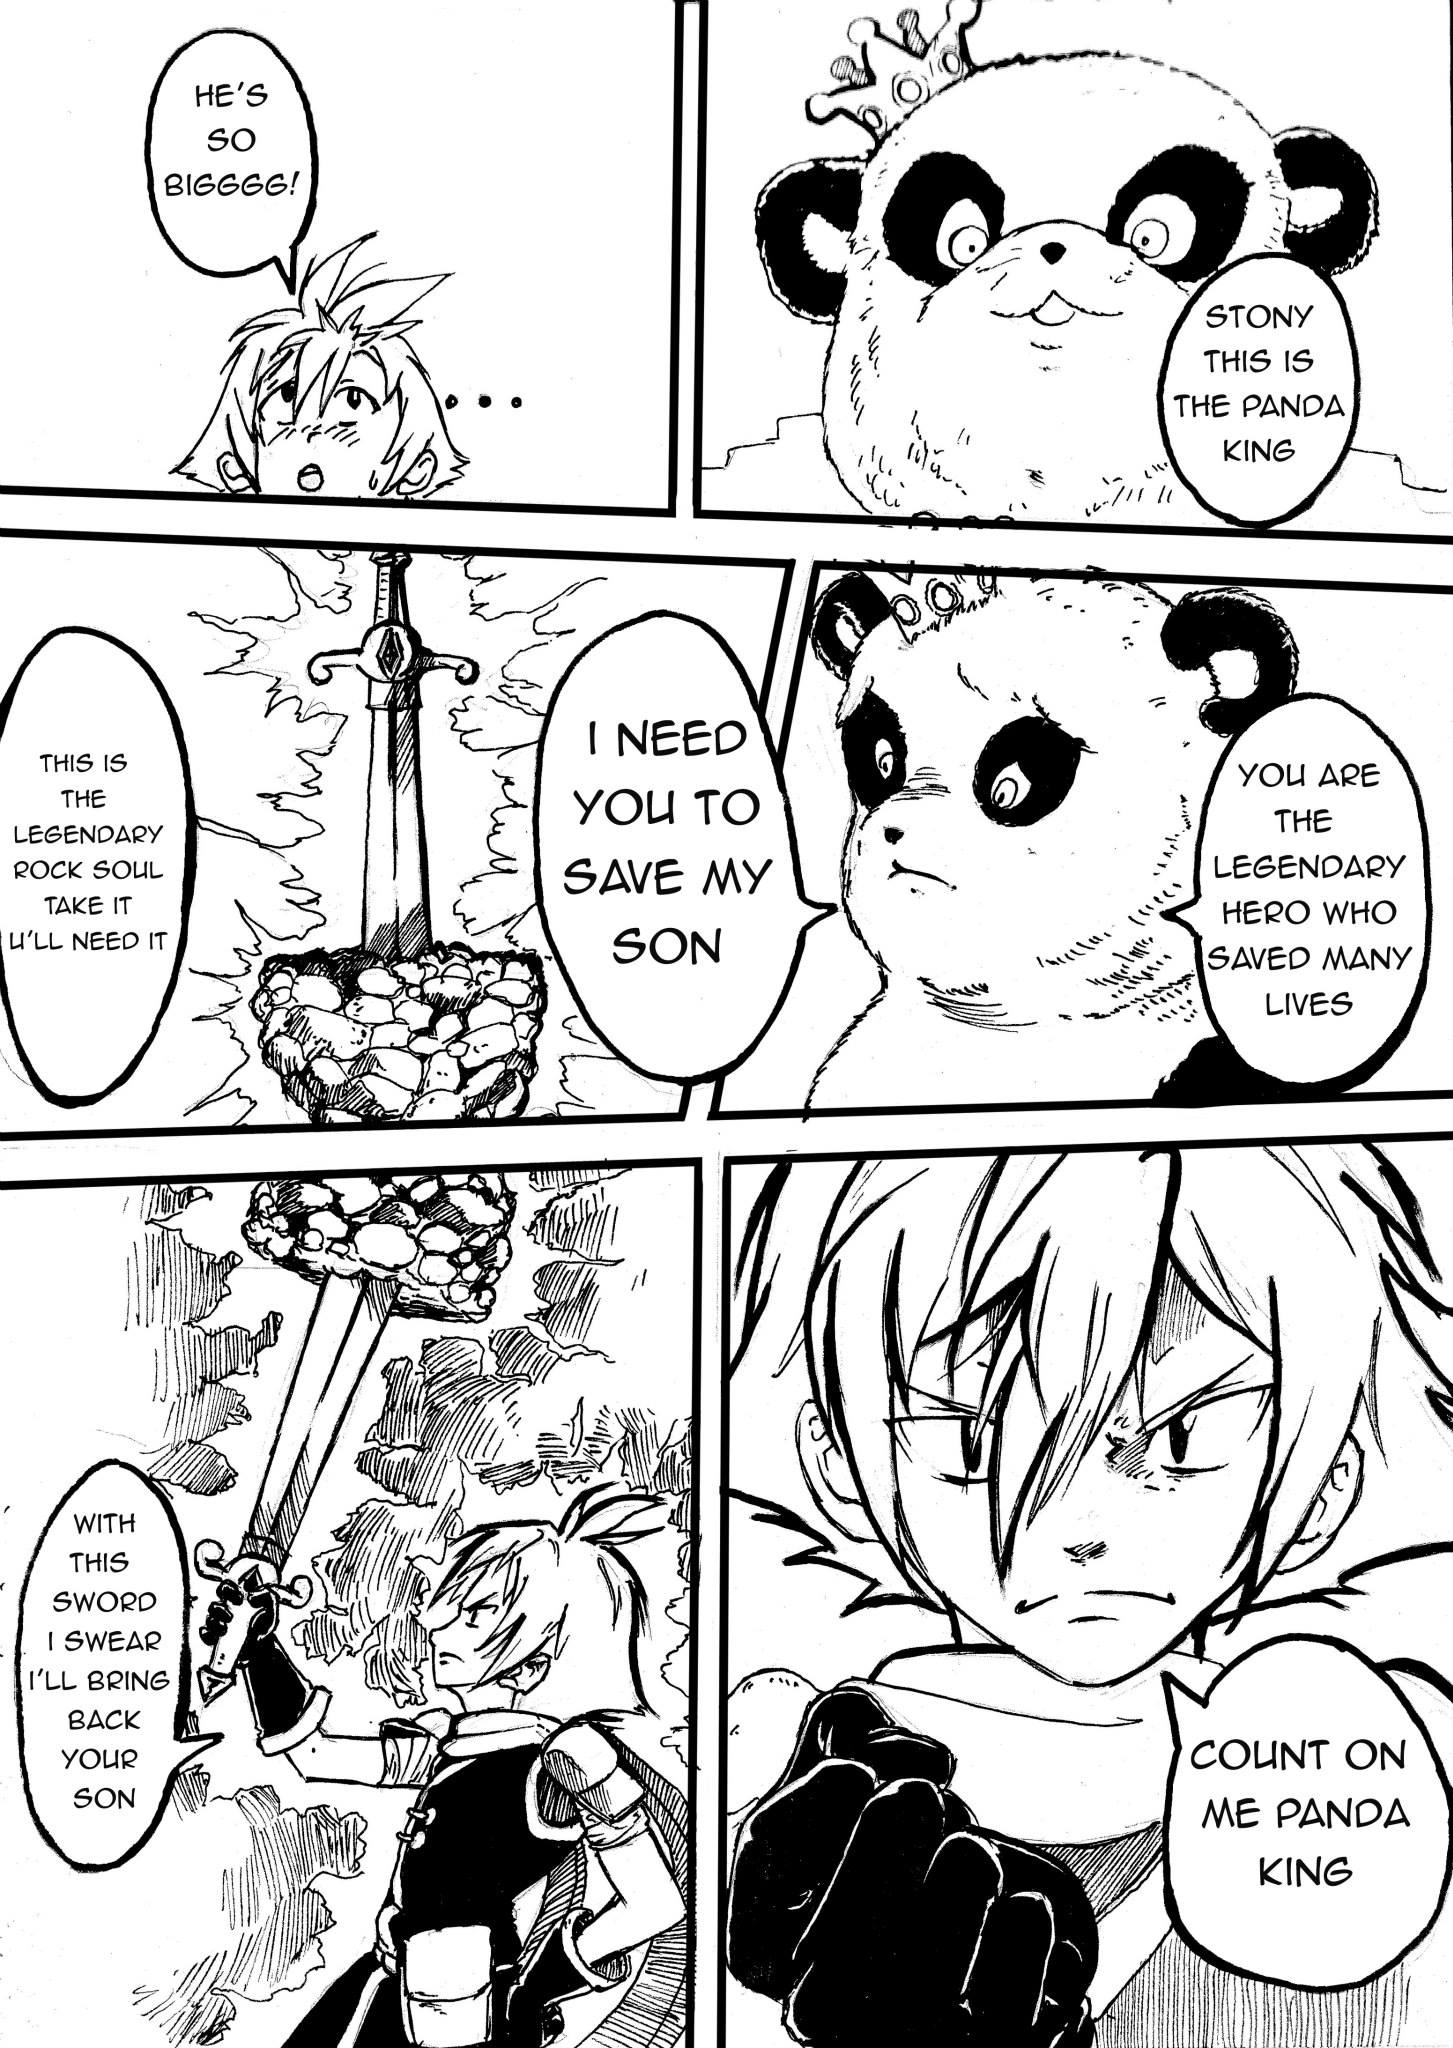 STONY
THIS IS
THE PANDA
KING
HE'S
SO
BIGGGG!
YOU ARE
THE
LEGENDARY
HERO WHO
SAVED MANY
LIVES
I NEED
YOU TO
SAVE MY
SON
THIS IS
THE
LEGENDARY
ROCK SOUL
TAKE IT
U'LL NEED IT
COUNT ON
ME PANDA
KING
WITH
THIS
SWORD
I SWEAR
I'LL BRING
BACK
YOUR
SON